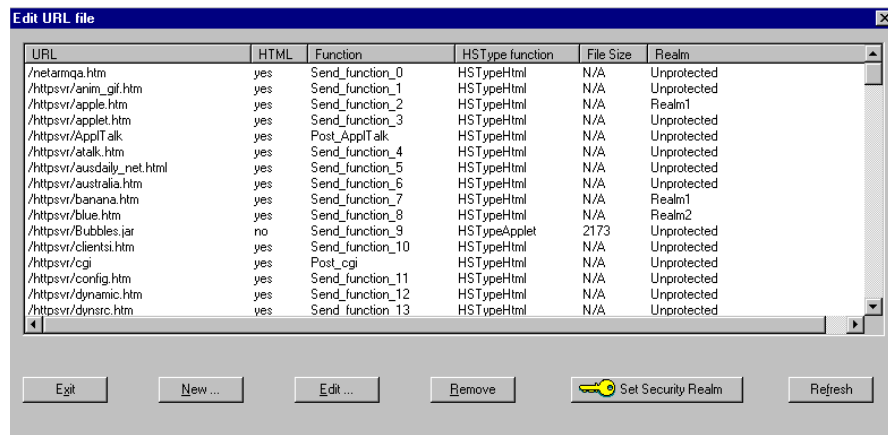 Edit URL file
URL HTML Function HSType function File Size Realm
/netarmqa.htm yes Send_function_0 HSTypeHtml N/A Unprotected
/httpsvr/anim_gif.htm yes Send_function_1 HSTypeHtml N/A Unprotected
/httpsvr/apple.htm yes Send_function_2 HSTypeHtml N/A Realm1
/httpsvr/applet.htm yes Send_function_3 HSTypeHtml N/A Unprotected
/httpsvr/ApplTalk yes Post_ApplTalk HSTypeHtml N/A Unprotected
/httpsvr/atalk.htm yes Send_function_4 HSTypeHtml N/A Unprotected
/httpsvr/ausdaily_net.html yes Send_function_5 HSTypeHtml N/A Unprotected
/httpsvr/australia.htm yes Send_function_6 HSTypeHtml N/A Unprotected
/httpsvr/banana.htm yes Send_function_7 HSTypeHtml N/A Realm1
/httpsvr/blue.htm yes Send_function_8 HSTypeHtml N/A Realm2
/httpsvr/Bubbles.jar no Send_function_9 HSTypeApplet 2173 Unprotected
/httpsvr/clientsi.htm yes Send_function_10 HSTypeHtml N/A Unprotected
/httpsvr/cgi yes Post_cgi HSTypeHtml N/A Unprotected
/httpsvr/config.htm yes Send_function_11 HSTypeHtml N/A Unprotected
/httpsvr/dynamic.htm yes Send_function_12 HSTypeHtml N/A Unprotected
/httpsvr/dynsrc.htm yes Send_function_13 HSTypeHtml N/A Unprotected
Exit New ... Edit ... Remove Set Security Realm Refresh